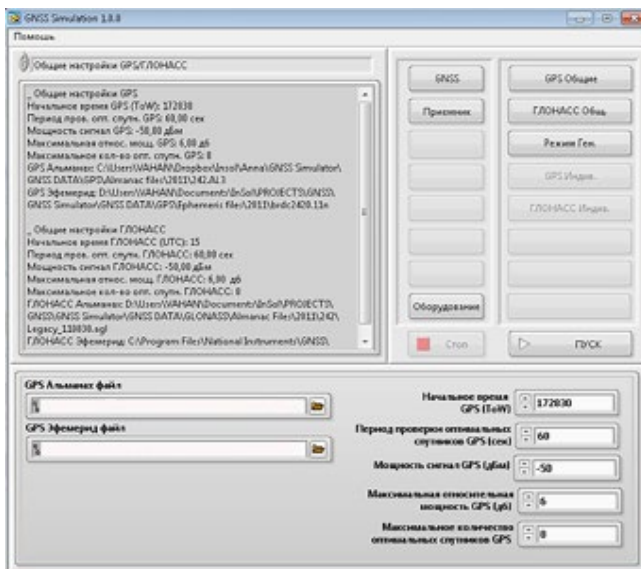 GNSS Simulation 1.0.0
Помощь
Общие настройки GPS/ГЛОНАСС
_ Общие настройки GPS
Начальное время GPS (ToW): 172830
Период пров. опт. спутн. GPS: 60,00 сек
Мощность сигнал GPS: -50,00 дБм
Максимальная относ. мощ. GPS: 6,00 дб
Максимальное кол-во опт. спутн. GPS: 8
GPS Альманах: C:\Users\VAHAN\Dropbox\Insol\Anna\GNSS Simulator\
GNSS DATA\GPS\Almanac files\2011\242.AL3
GPS Эфемерид: D:\Users\VAHAN\Documents\InSol\PROJECTS\GNSS\
GNSS Simulator\GNSS DATA\GPS\Ephemeris files\2011\brdc2420.11n
_ Общие настройки ГЛОНАСС
Начальное время ГЛОНАСС (UTC): 15
Период пров. опт. спутн. ГЛОНАСС: 60,00 сек
Мощность сигнал ГЛОНАСС: -50,00 дБм
Максимальная относ. мощ. ГЛОНАСС: 6,00 дб
Максимальное кол-во опт. спутн. ГЛОНАСС: 8
ГЛОНАСС Альманах: D:\Users\VAHAN\Documents\InSol\PROJECTS\
GNSS\GNSS Simulator\GNSS DATA\GLONASS\Almanac Files\2011\242\
Legacy_110830.agl
ГЛОНАСС Эфемерид: C:\Program Files\National Instruments\GNSS\
GNSS
Приемник
Оборудование
Стоп
GPS Общие
ГЛОНАСС Общ.
Режим Ген.
GPS Индив.
ГЛОНАСС Индив.
ПУСК
GPS Альманах файл
GPS Эфемерид файл
Начальное время
GPS (ToW)
172830
Период проверки оптимальных
спутников GPS (сек)
60
Мощность сигнал GPS (дБм)
-50
Максимальная относительная
мощность GPS (дб)
6
Максимальное количество
оптимальных спутников GPS
8